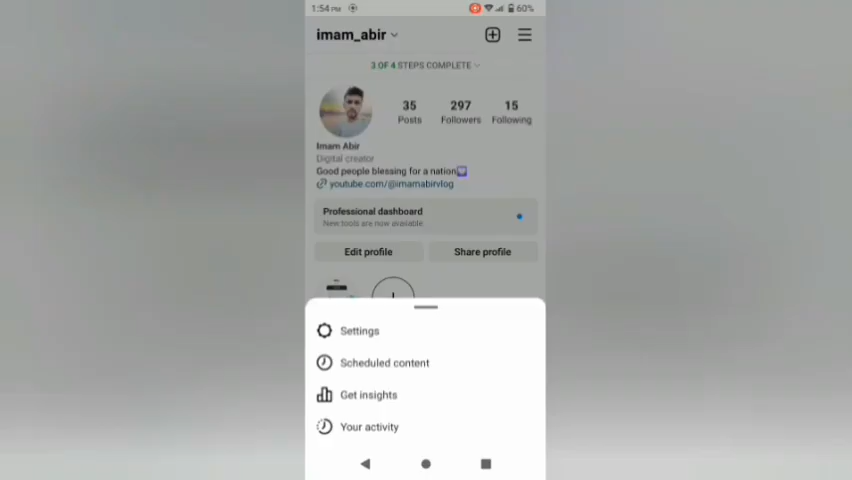 1:54 PM
60%
imam_abir
3 OF 4 STEPS COMPLETE
35 297 15
Posts Followers Following
Imam Abir
Digital creator
Good people blessing for a nation
youtube.com/@imamabirvlog
Professional dashboard
New tools are now available.
Edit profile Share profile
Settings
Scheduled content
Get insights
Your activity